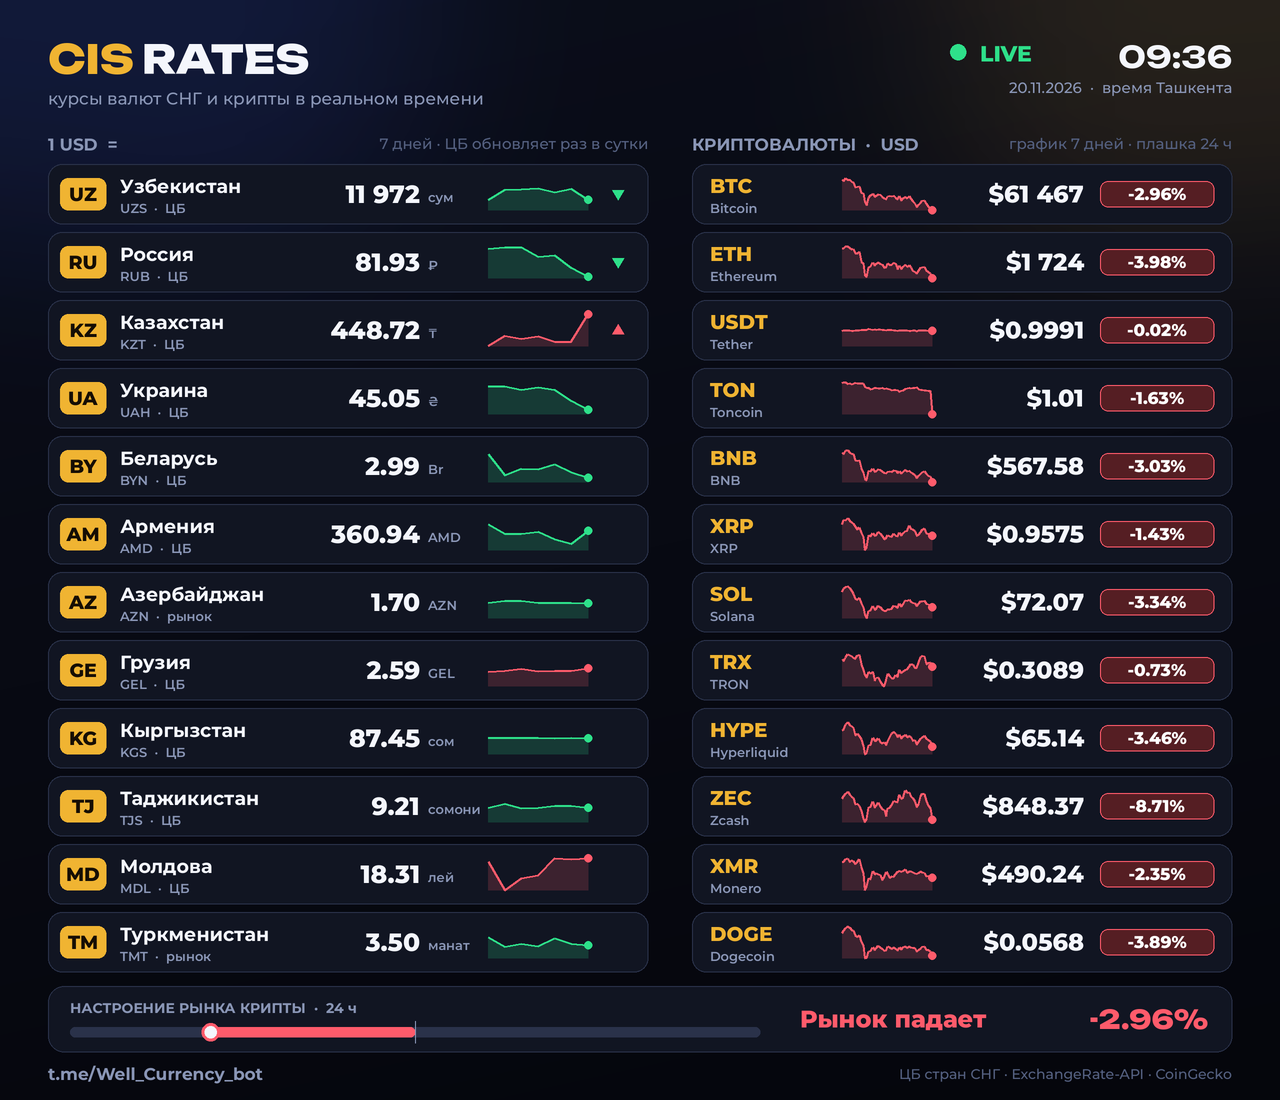 CIS RATES
LIVE 09:36
курсы валют СНГ и крипты в реальном времени
20.11.2026 · время Ташкента
1 USD =
7 дней · ЦБ обновляет раз в сутки
UZ Узбекистан 11 972 сум
UZS · ЦБ
RU Россия 81.93 ₽
RUB · ЦБ
KZ Казахстан 448.72 ₸
KZT · ЦБ
UA Украина 45.05 ₴
UAH · ЦБ
BY Беларусь 2.99 Br
BYN · ЦБ
AM Армения 360.94 AMD
AMD · ЦБ
AZ Азербайджан 1.70 AZN
AZN · рынок
GE Грузия 2.59 GEL
GEL · ЦБ
KG Кыргызстан 87.45 сом
KGS · ЦБ
TJ Таджикистан 9.21 сомони
TJS · ЦБ
MD Молдова 18.31 лей
MDL · ЦБ
TM Туркменистан 3.50 манат
TMT · рынок
КРИПТОВАЛЮТЫ · USD
график 7 дней · плашка 24 ч
BTC $61 467 -2.96%
Bitcoin
ETH $1 724 -3.98%
Ethereum
USDT $0.9991 -0.02%
Tether
TON $1.01 -1.63%
Toncoin
BNB $567.58 -3.03%
BNB
XRP $0.9575 -1.43%
XRP
SOL $72.07 -3.34%
Solana
TRX $0.3089 -0.73%
TRON
HYPE $65.14 -3.46%
Hyperliquid
ZEC $848.37 -8.71%
Zcash
XMR $490.24 -2.35%
Monero
DOGE $0.0568 -3.89%
Dogecoin
НАСТРОЕНИЕ РЫНКА КРИПТЫ · 24 ч
Рынок падает -2.96%
t.me/Well_Currency_bot
ЦБ стран СНГ · ExchangeRate-API · CoinGecko